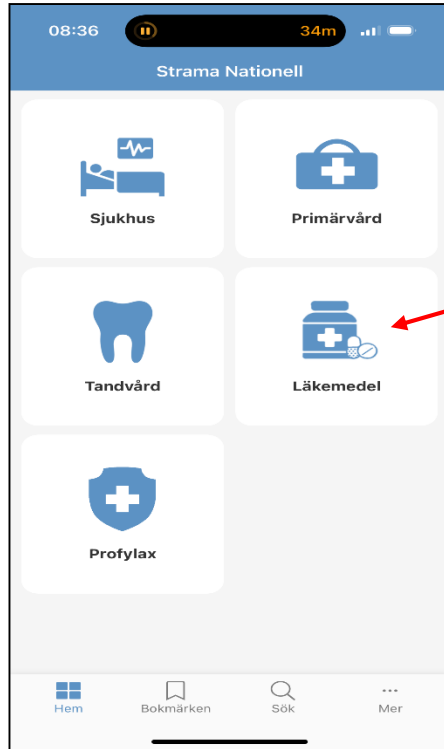 08:36 34m
Strama Nationell
Sjukhus Primärvård
Tandvård Läkemedel
Profylax
Hem Bokmärken Sök Mer